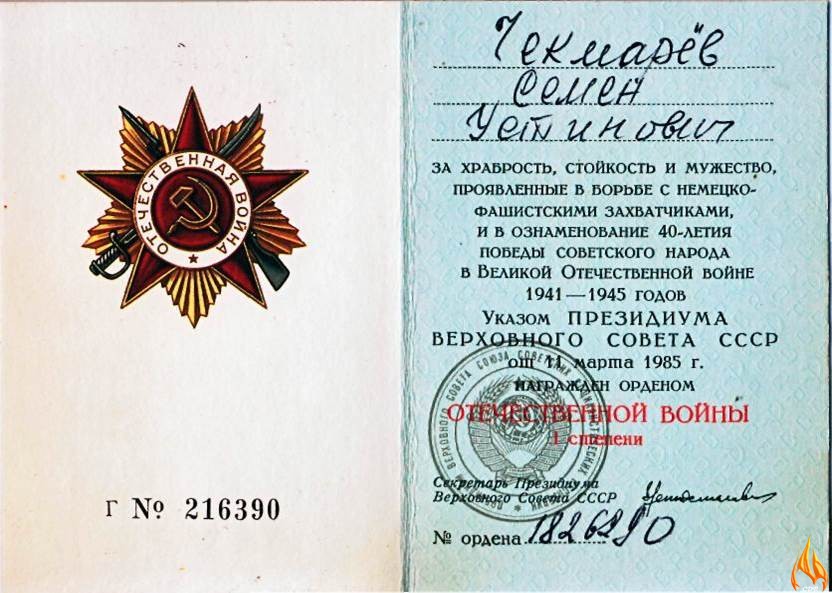 ОТЕЧЕСТВЕННАЯ ВОЙНА
Г № 216390
Чекмарёв
Семен
Устинович
ЗА ХРАБРОСТЬ, СТОЙКОСТЬ И МУЖЕСТВО,
ПРОЯВЛЕННЫЕ В БОРЬБЕ С НЕМЕЦКО-
ФАШИСТСКИМИ ЗАХВАТЧИКАМИ,
И В ОЗНАМЕНОВАНИЕ 40-ЛЕТИЯ
ПОБЕДЫ СОВЕТСКОГО НАРОДА
В ВЕЛИКОЙ ОТЕЧЕСТВЕННОЙ ВОЙНЕ
1941—1945 ГОДОВ
УКАЗОМ ПРЕЗИДИУМА
ВЕРХОВНОГО СОВЕТА СССР
от 11 марта 1985 г.
НАГРАЖДЕН ОРДЕНОМ
ОТЕЧЕСТВЕННОЙ ВОЙНЫ
I степени
Секретарь Президиума
Верховного Совета СССР
№ ордена 1826290